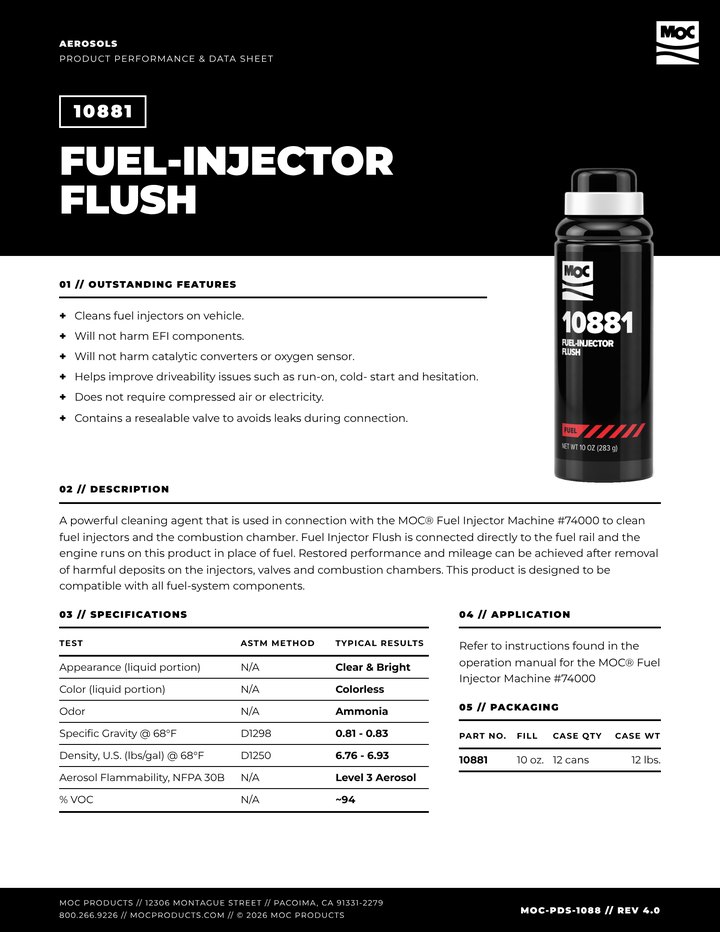 AEROSOLS
PRODUCT PERFORMANCE & DATA SHEET
MOC
10881
FUEL-INJECTOR
FLUSH
01 // OUTSTANDING FEATURES
+ Cleans fuel injectors on vehicle.
+ Will not harm EFI components.
+ Will not harm catalytic converters or oxygen sensor.
+ Helps improve driveability issues such as run-on, cold- start and hesitation.
+ Does not require compressed air or electricity.
+ Contains a resealable valve to avoids leaks during connection.
MOC
10881
FUEL-INJECTOR
FLUSH
FUEL
NET WT 10 OZ (283 g)
02 // DESCRIPTION
A powerful cleaning agent that is used in connection with the MOC® Fuel Injector Machine #74000 to clean
fuel injectors and the combustion chamber. Fuel Injector Flush is connected directly to the fuel rail and the
engine runs on this product in place of fuel. Restored performance and mileage can be achieved after removal
of harmful deposits on the injectors, valves and combustion chambers. This product is designed to be
compatible with all fuel-system components.
03 // SPECIFICATIONS
TEST ASTM METHOD TYPICAL RESULTS
Appearance (liquid portion) N/A Clear & Bright
Color (liquid portion) N/A Colorless
Odor N/A Ammonia
Specific Gravity @ 68°F D1298 0.81 - 0.83
Density, U.S. (lbs/gal) @ 68°F D1250 6.76 - 6.93
Aerosol Flammability, NFPA 30B N/A Level 3 Aerosol
% VOC N/A ~94
04 // APPLICATION
Refer to instructions found in the
operation manual for the MOC® Fuel
Injector Machine #74000
05 // PACKAGING
PART NO. FILL CASE QTY CASE WT
10881 10 oz. 12 cans 12 lbs.
MOC PRODUCTS // 12306 MONTAGUE STREET // PACOIMA, CA 91331-2279
800.266.9226 // MOCPRODUCTS.COM // © 2026 MOC PRODUCTS
MOC-PDS-1088 // REV 4.0